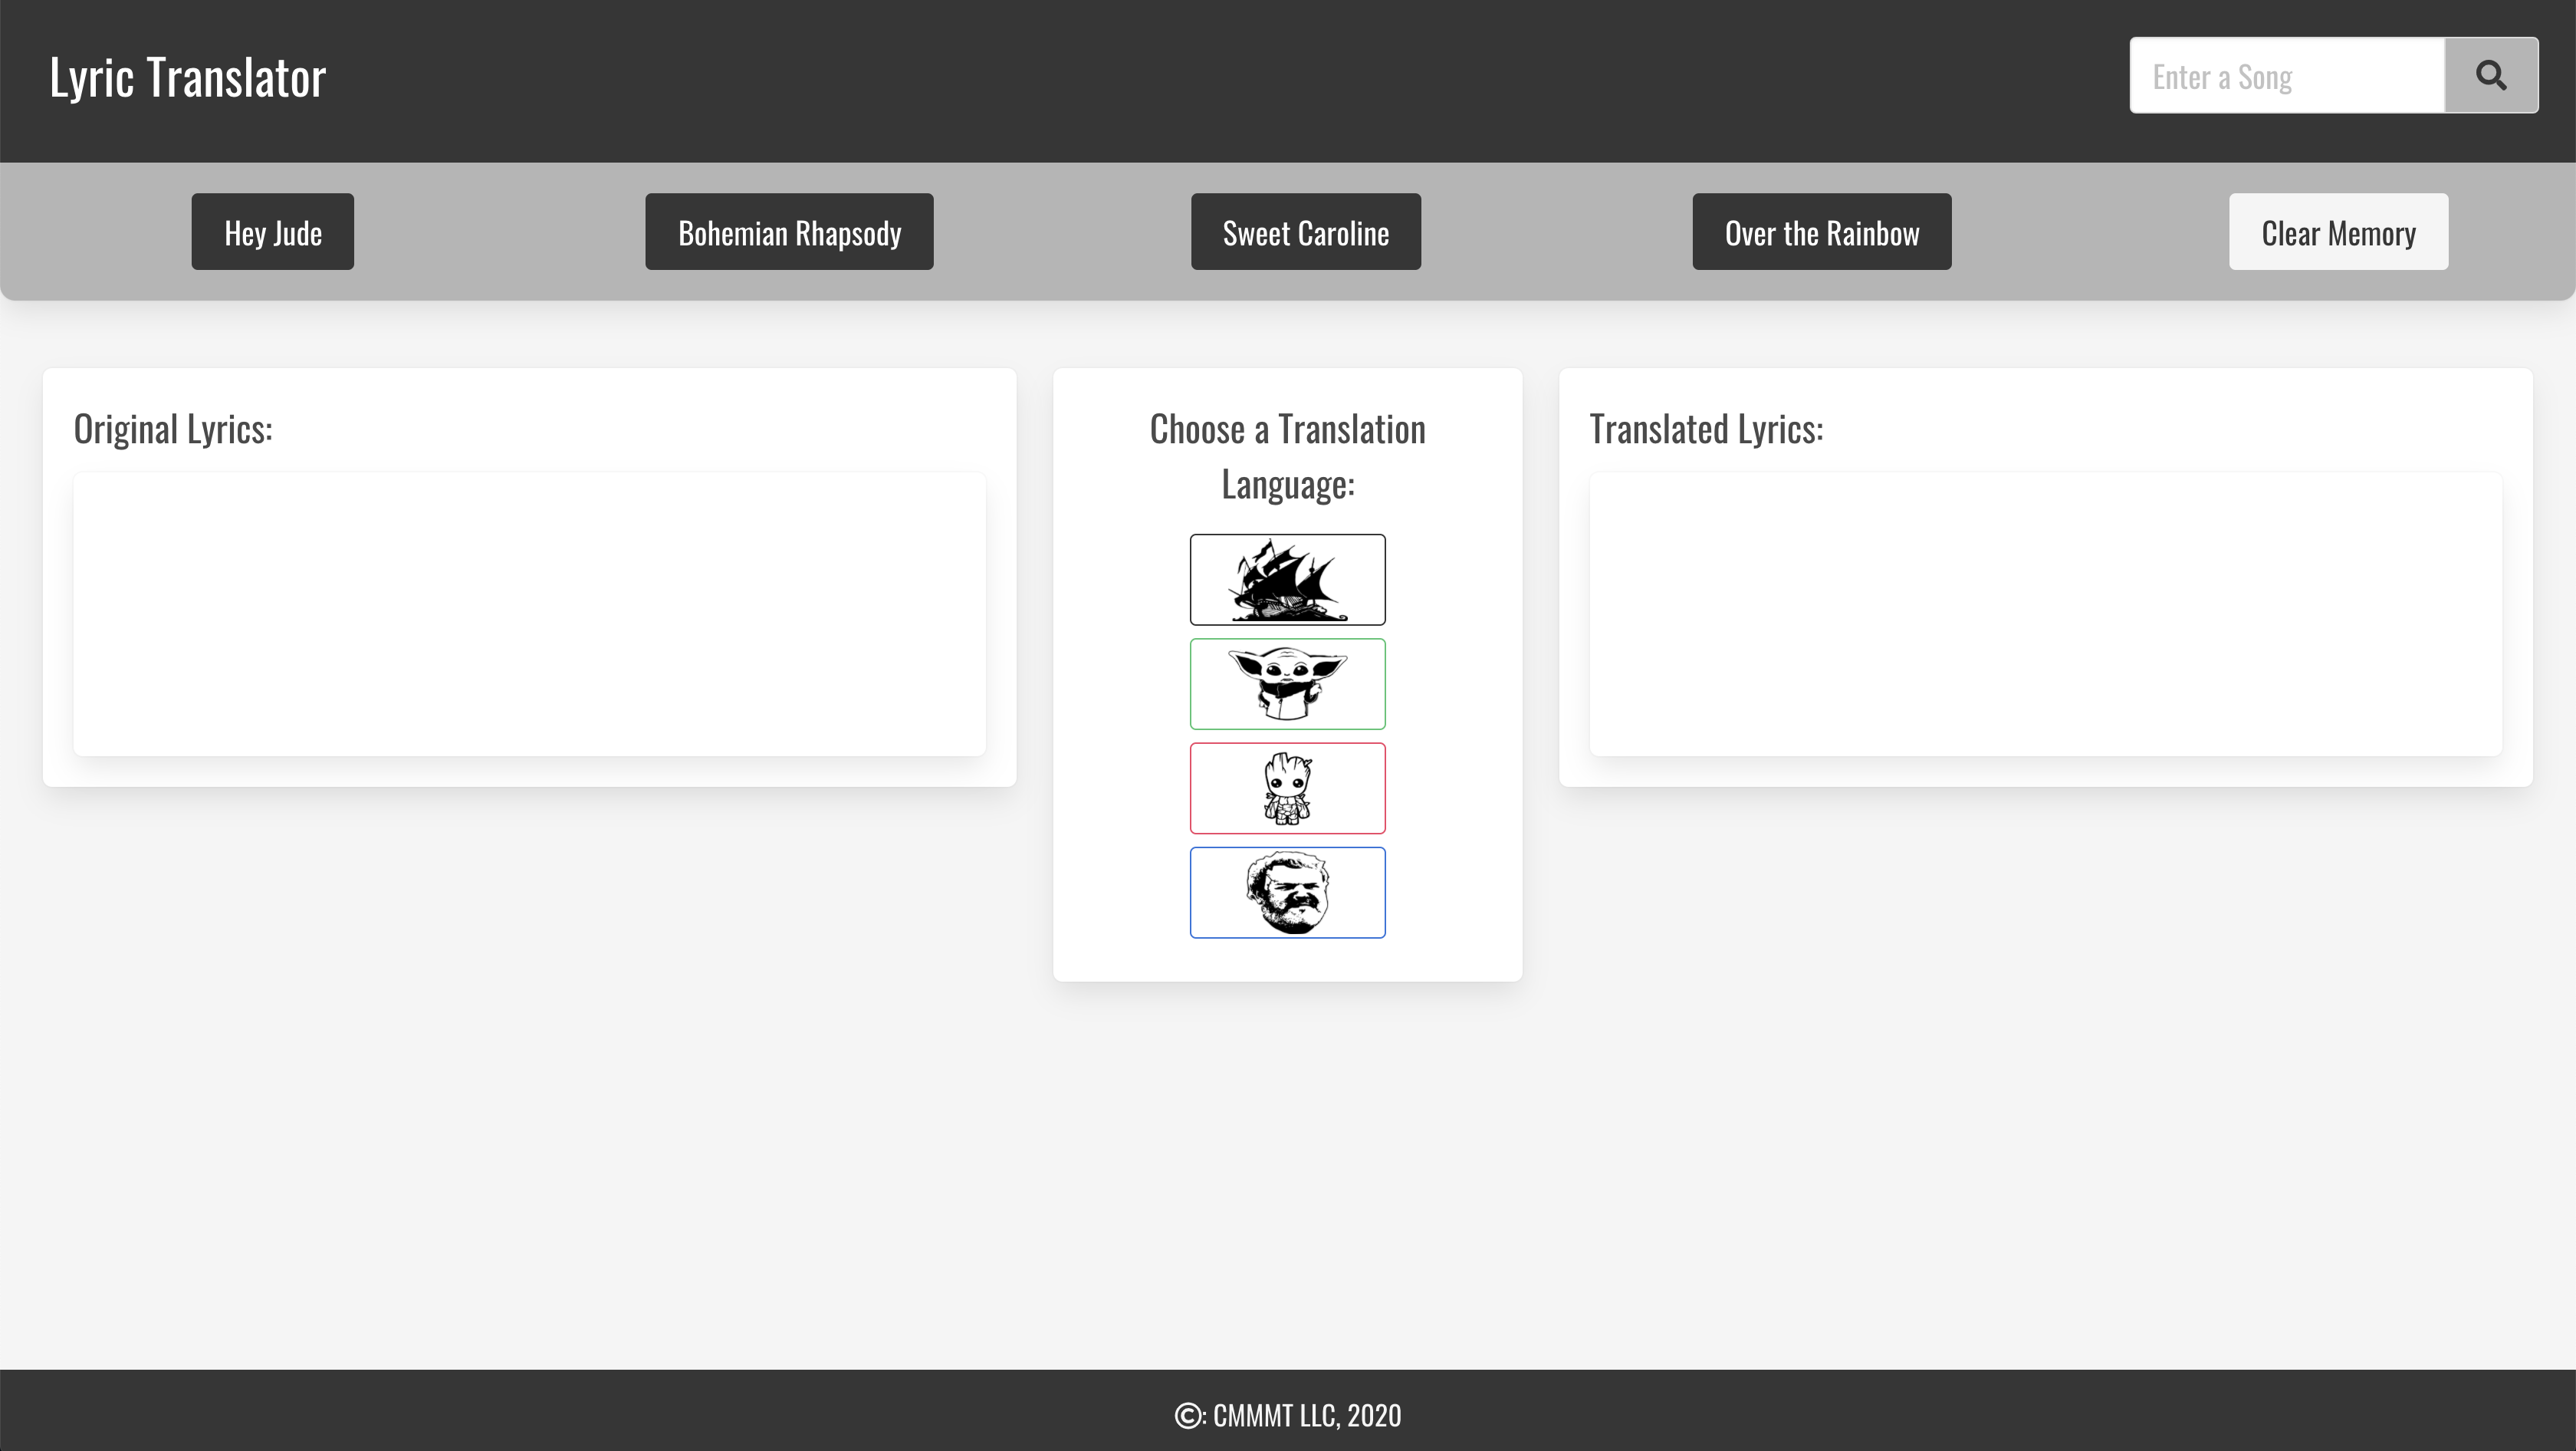 Lyric Translator
Enter a Song
Hey Jude
Bohemian Rhapsody
Sweet Caroline
Over the Rainbow
Clear Memory
Original Lyrics:
Choose a Translation
Language:
Translated Lyrics:
©: CMMMT LLC, 2020